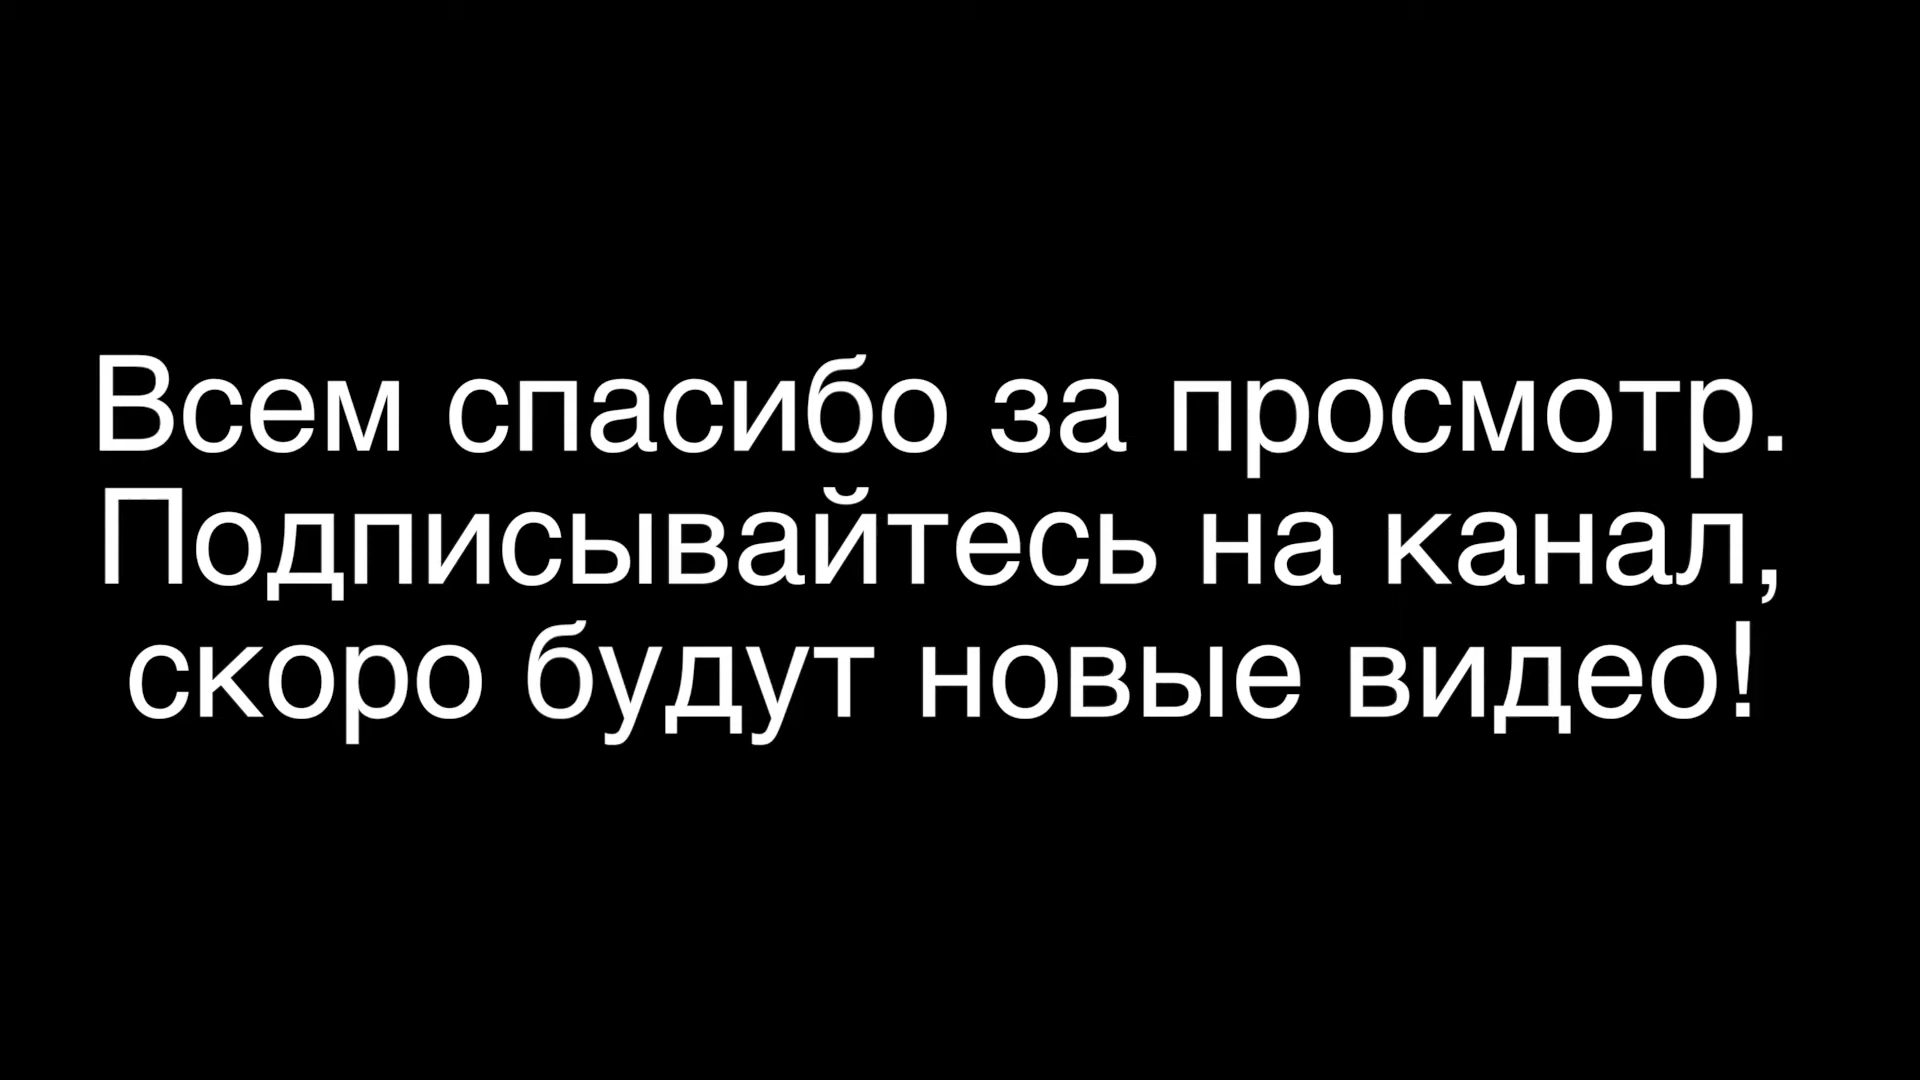 Всем спасибо за просмотр.
Подписывайтесь на канал,
скоро будут новые видео!